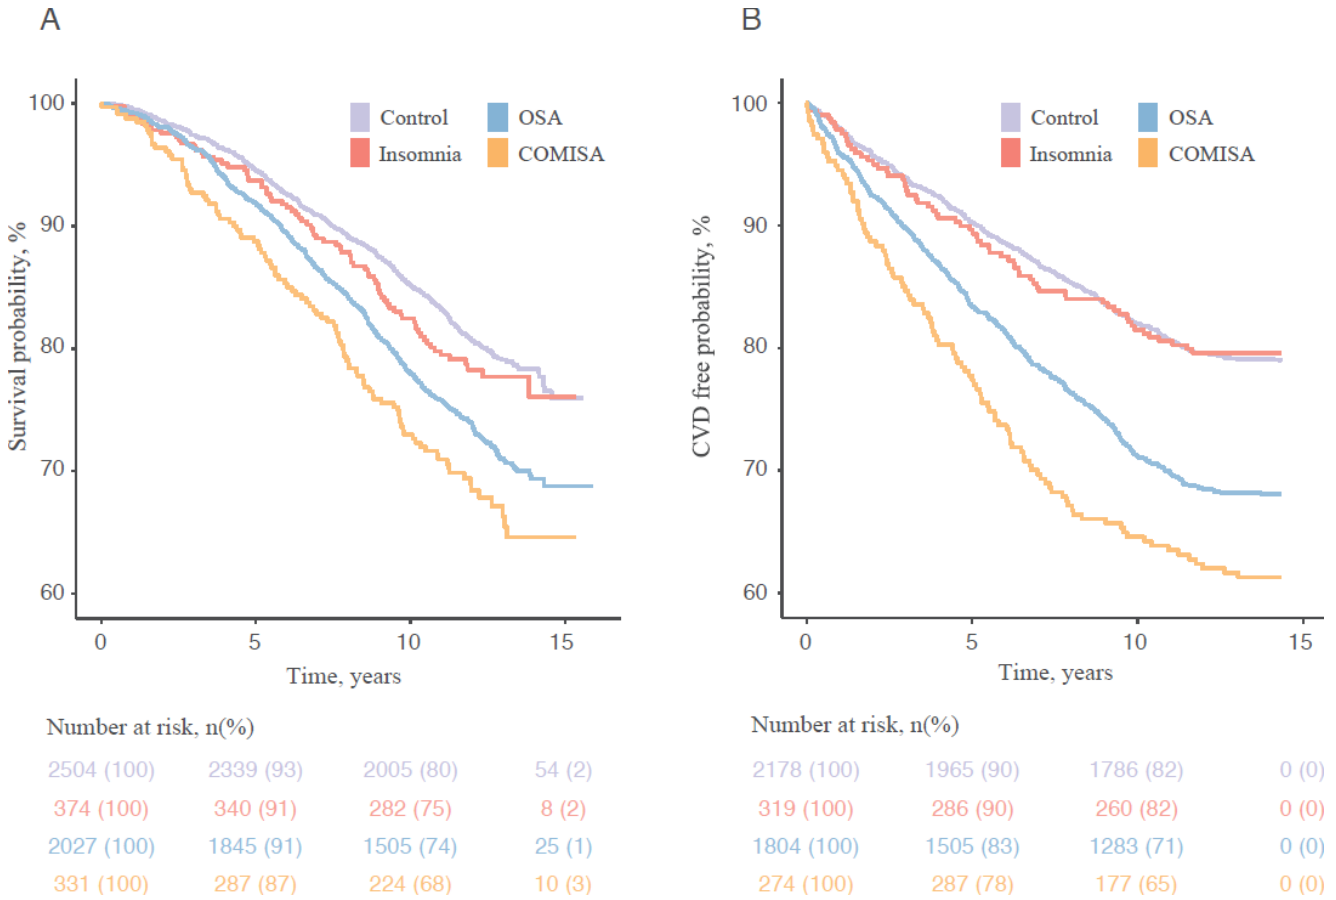 A
100
90
80
70
60
Survival probability, %
Control
OSA
Insomnia
COMISA
0
5
10
15
Time, years
Number at risk, n(%)
2504 (100) 2339 (93) 2005 (80) 54 (2)
374 (100) 340 (91) 282 (75) 8 (2)
2027 (100) 1845 (91) 1505 (74) 25 (1)
331 (100) 287 (87) 224 (68) 10 (3)
B
100
90
80
70
60
CVD free probability, %
Control
OSA
Insomnia
COMISA
0
5
10
15
Time, years
Number at risk, n(%)
2178 (100) 1965 (90) 1786 (82) 0 (0)
319 (100) 286 (90) 260 (82) 0 (0)
1804 (100) 1505 (83) 1283 (71) 0 (0)
274 (100) 287 (78) 177 (65) 0 (0)